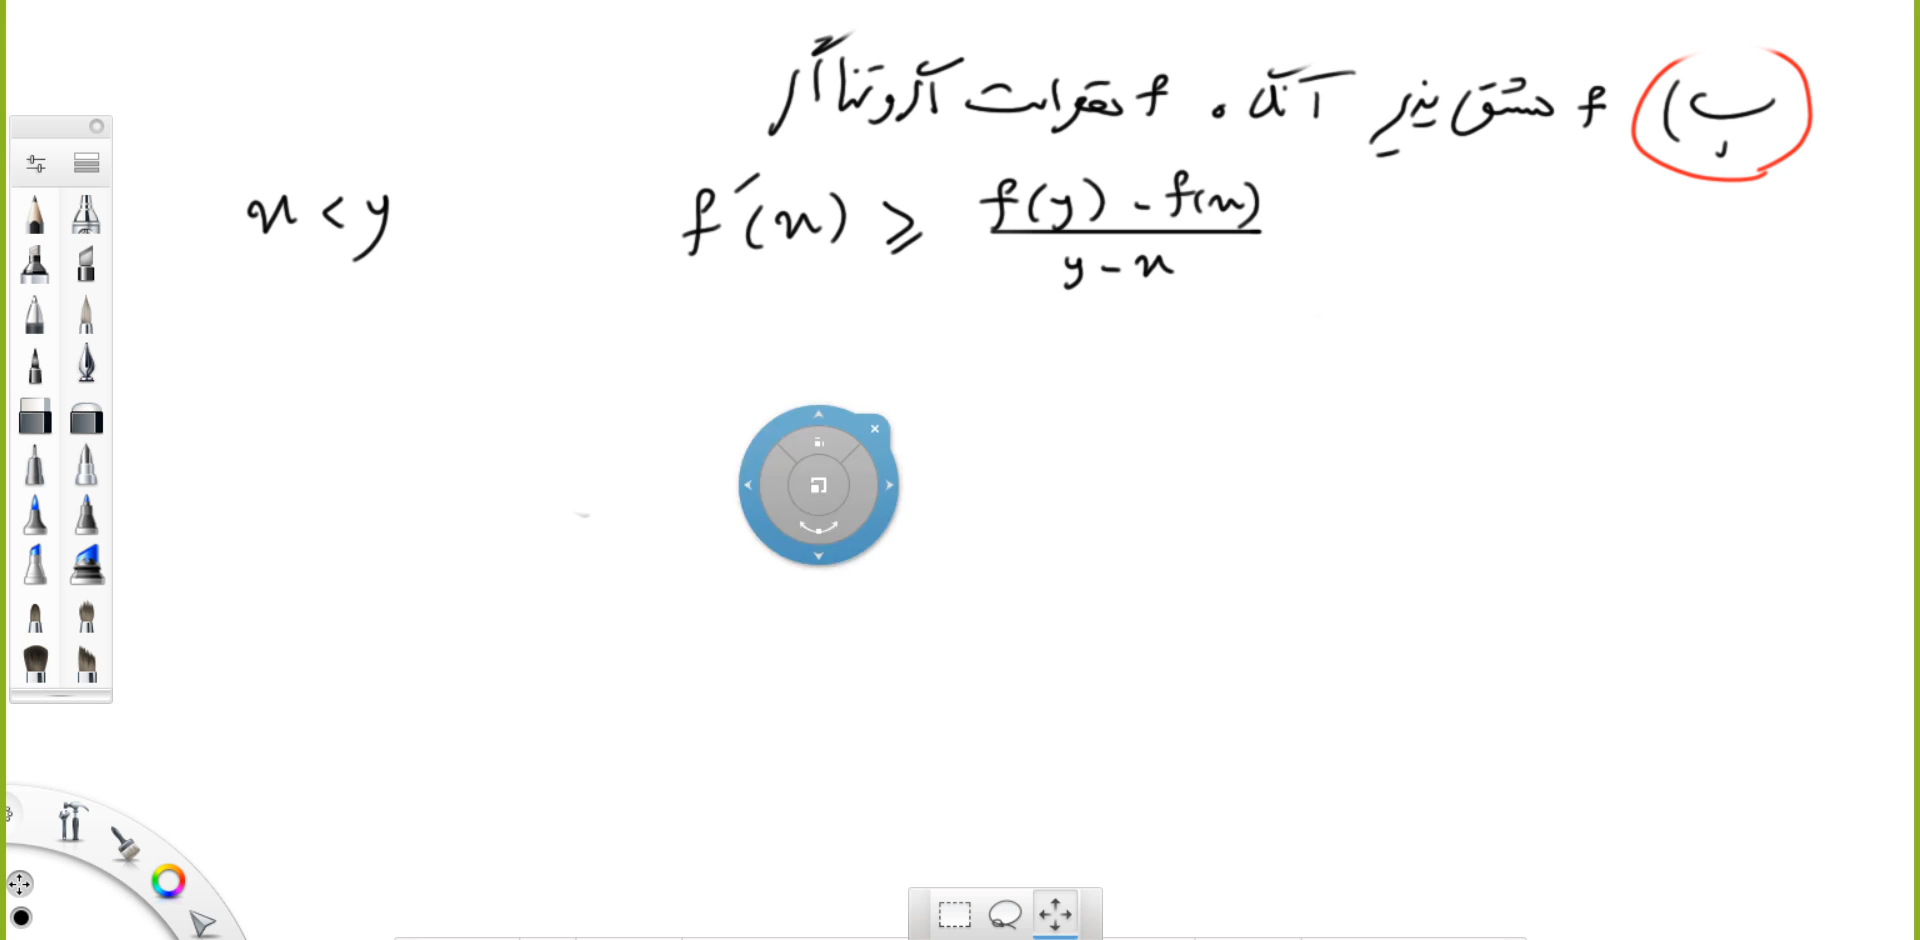 ب) f مشتق پذیر آنگاه. f مقعر است اگر و تنها اگر
x < y f′(x) ≥ f(y) - f(x) / y - x